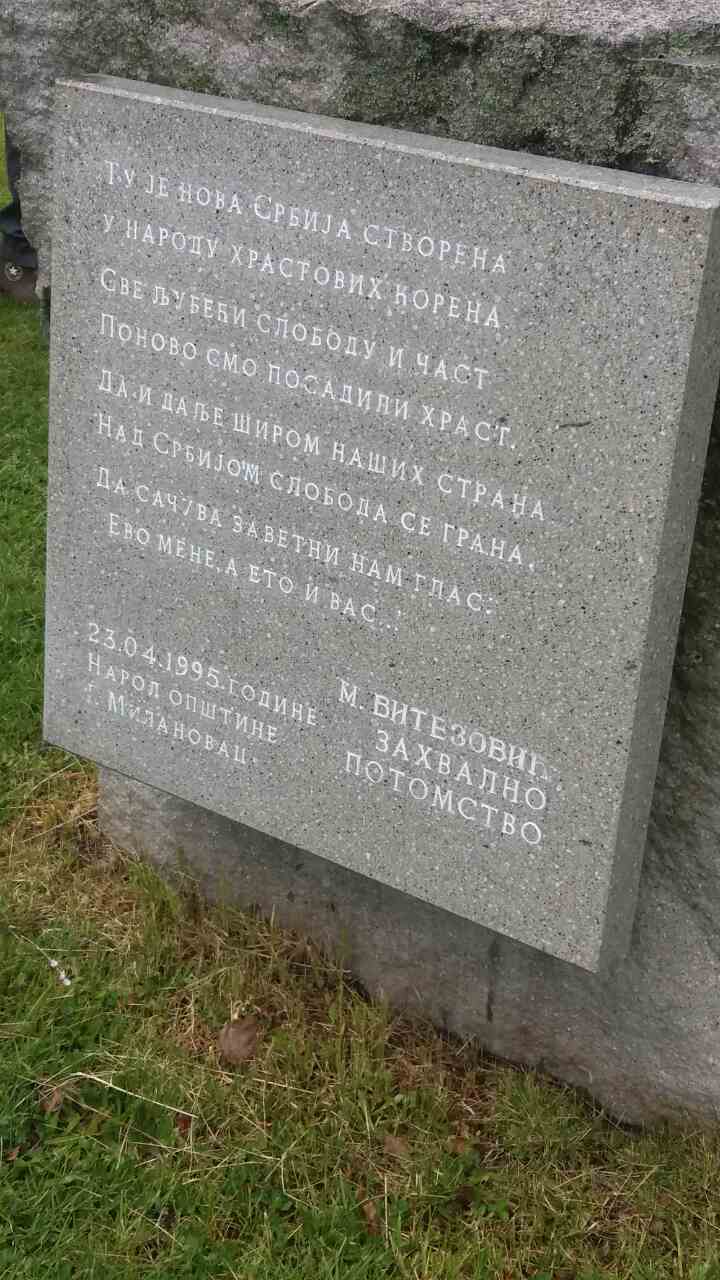 Ту је нова Србија створена
у народу храстових корена
Све љубећи слободу и част
Поново смо посадили храст.
Да и даље широм наших страна
Над Србијом слобода се грана,
Да сачува заветни нам глас:
Ево мене, а ето и вас...
23.04.1995. године
Народ општине
Г. Милановац
М. Витезовић
захвално
потомство